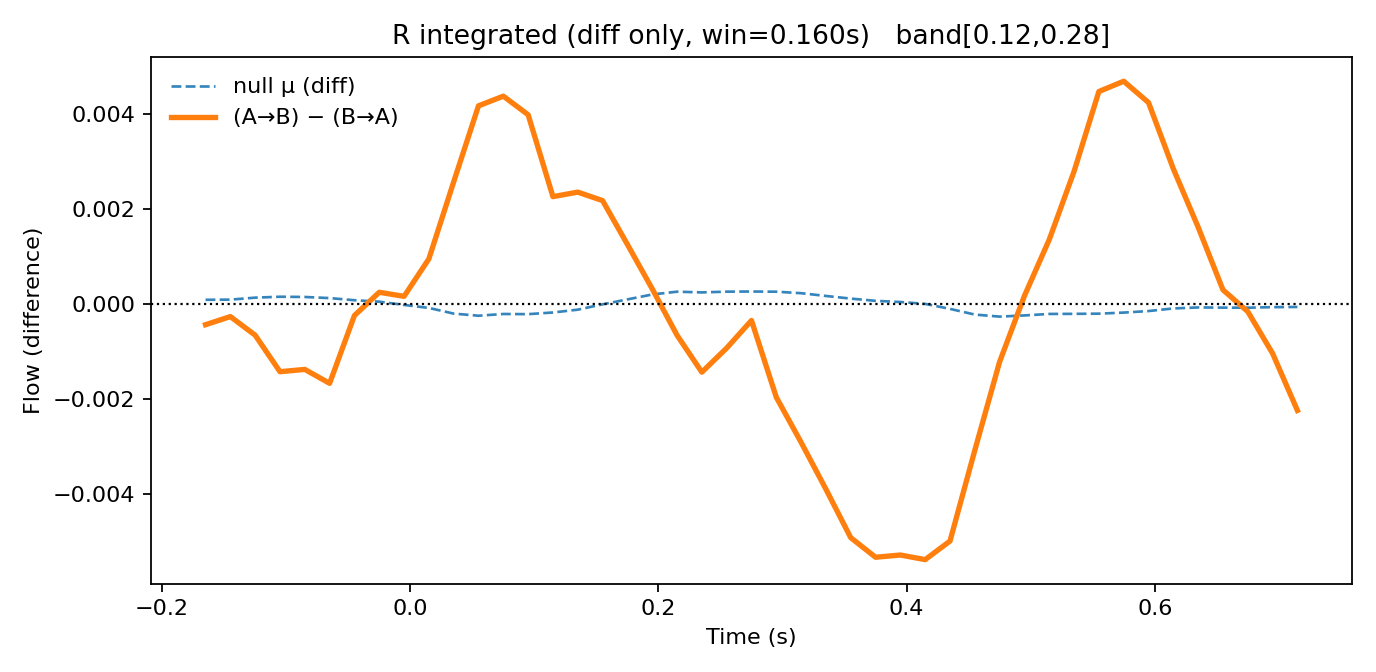 R integrated (diff only, win=0.160s)   band[0.12,0.28]
null μ (diff)
(A→B) − (B→A)
Flow (difference)
0.004
0.002
0.000
−0.002
−0.004
−0.2
0.0
0.2
0.4
0.6
Time (s)